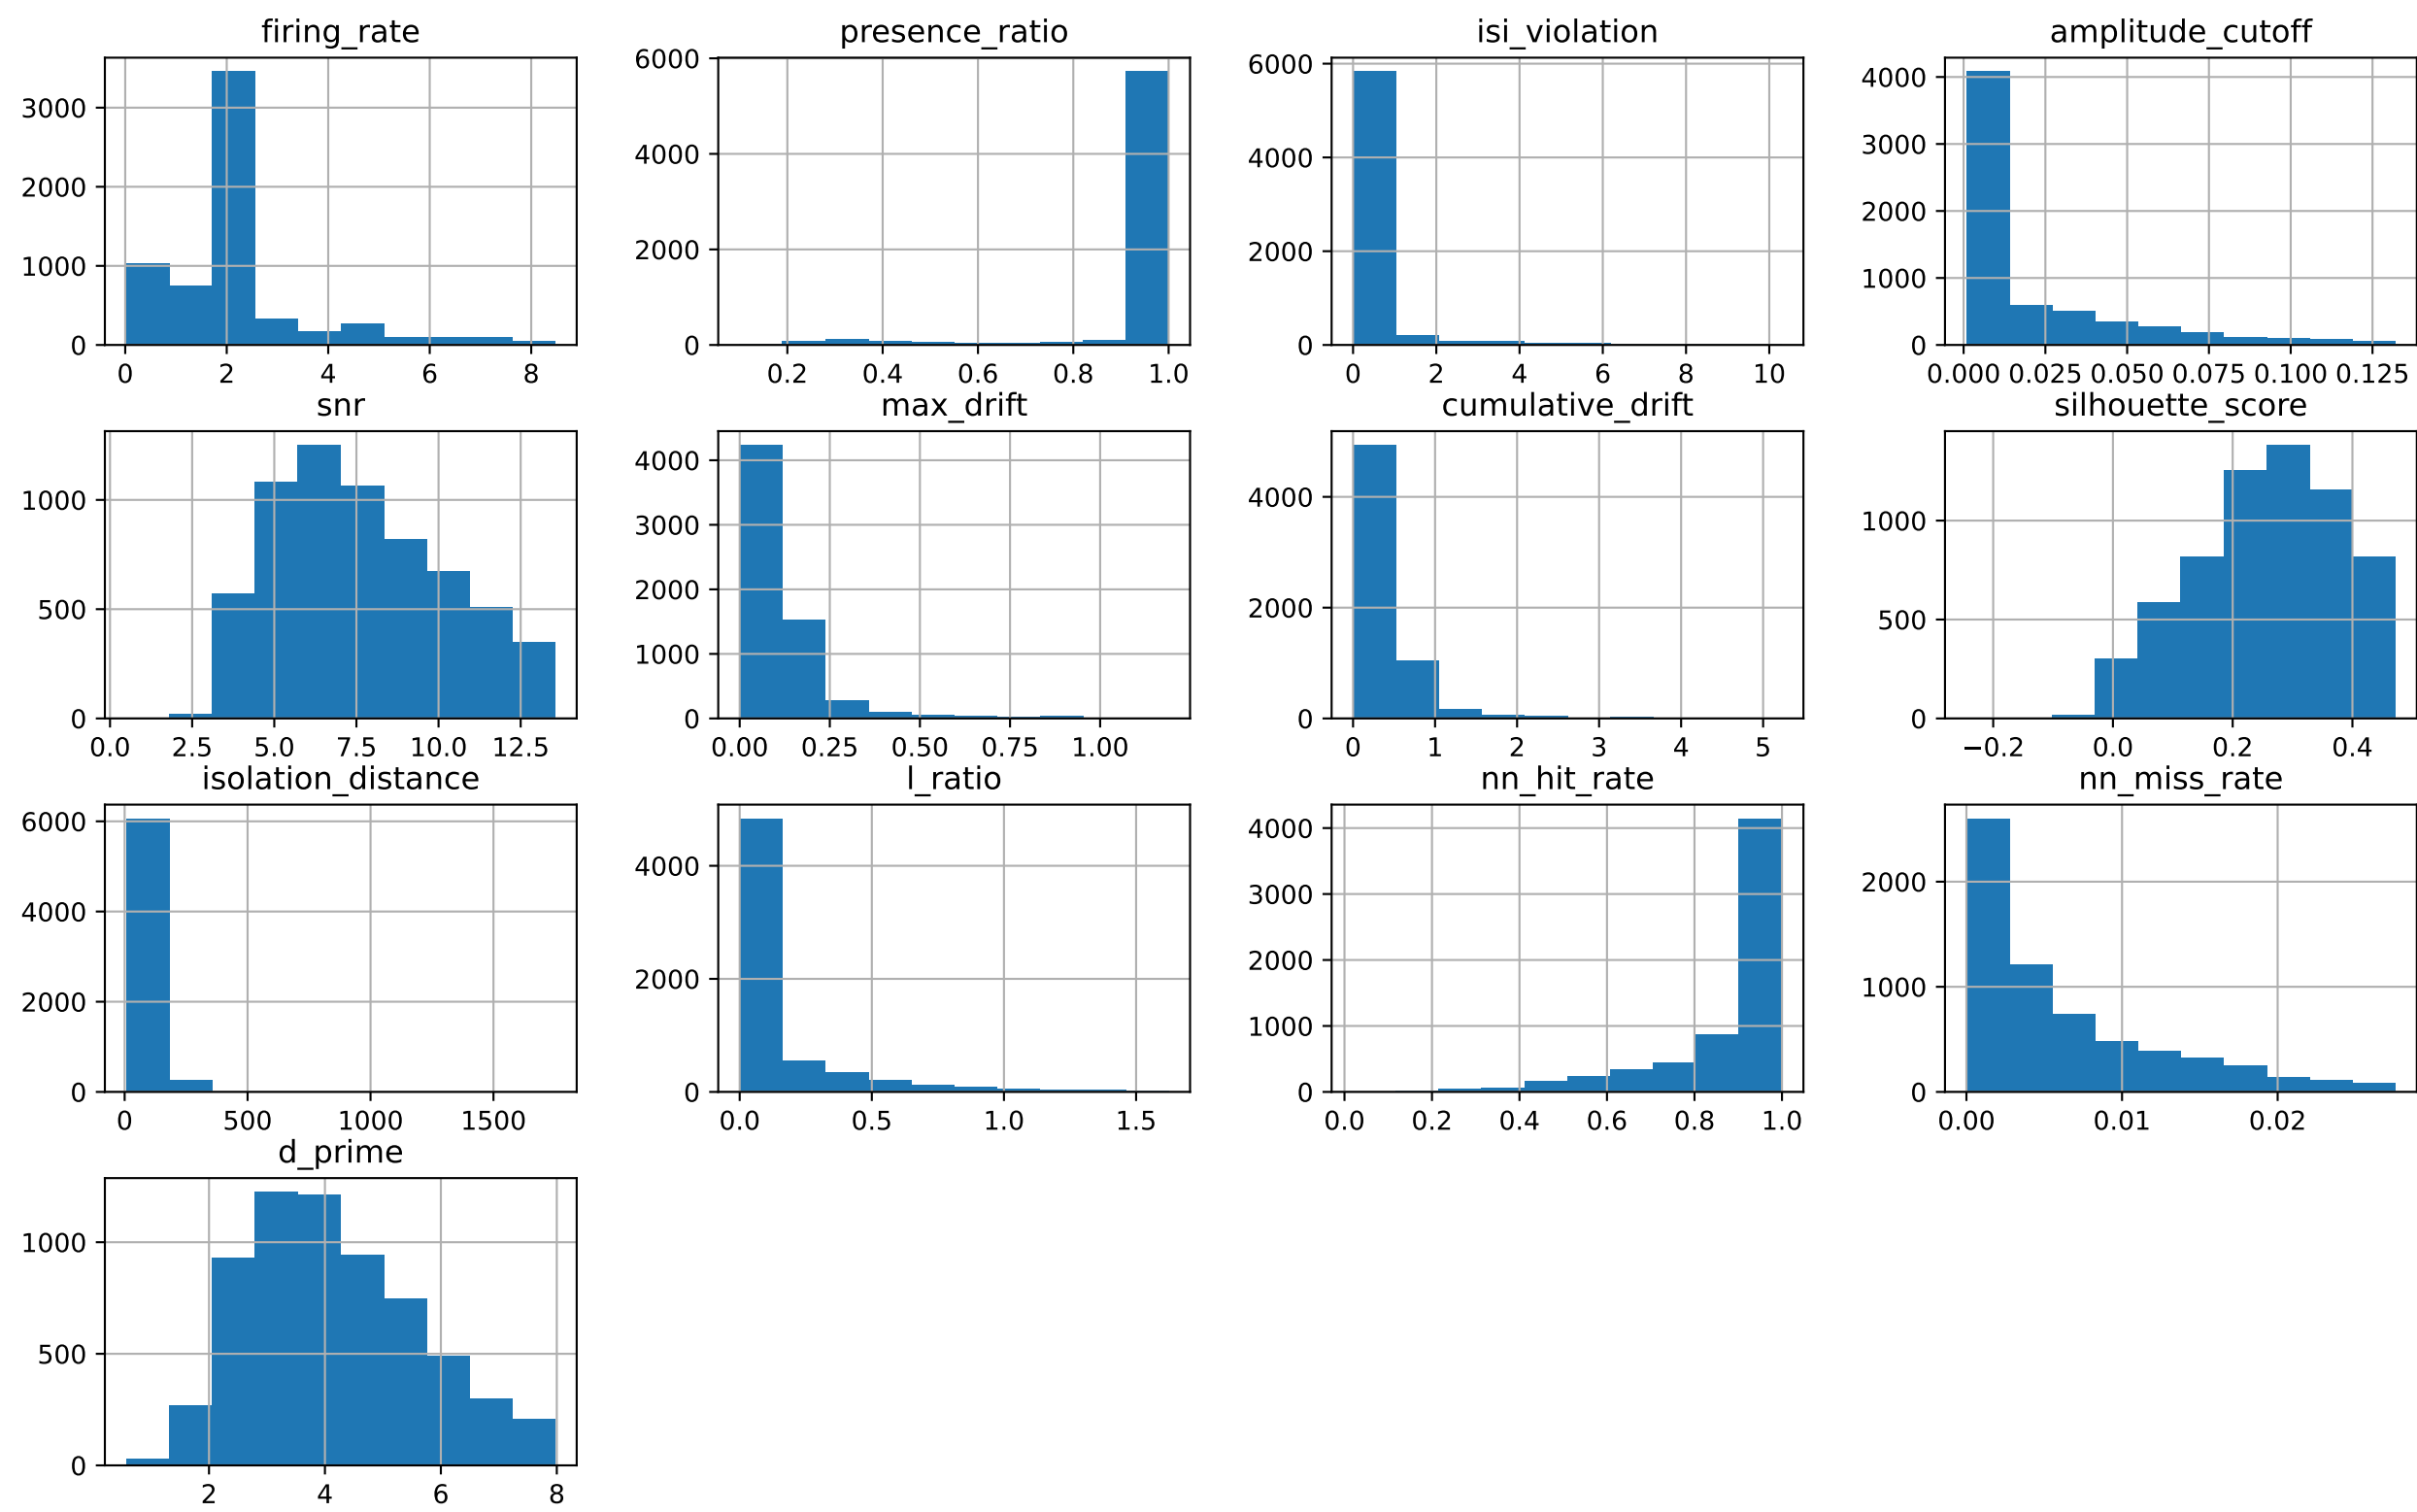 firing_rate
3000
2000
1000
0
0 2 4 6 8
presence_ratio
6000
4000
2000
0
0.2 0.4 0.6 0.8 1.0
isi_violation
6000
4000
2000
0
0 2 4 6 8 10
amplitude_cutoff
4000
3000
2000
1000
0
0.000 0.025 0.050 0.075 0.100 0.125
snr
1000
500
0
0.0 2.5 5.0 7.5 10.0 12.5
max_drift
4000
3000
2000
1000
0
0.00 0.25 0.50 0.75 1.00
cumulative_drift
4000
2000
0
0 1 2 3 4 5
silhouette_score
1000
500
0
−0.2 0.0 0.2 0.4
isolation_distance
6000
4000
2000
0
0 500 1000 1500
l_ratio
4000
2000
0
0.0 0.5 1.0 1.5
nn_hit_rate
4000
3000
2000
1000
0
0.0 0.2 0.4 0.6 0.8 1.0
nn_miss_rate
2000
1000
0
0.00 0.01 0.02
d_prime
1000
500
0
2 4 6 8